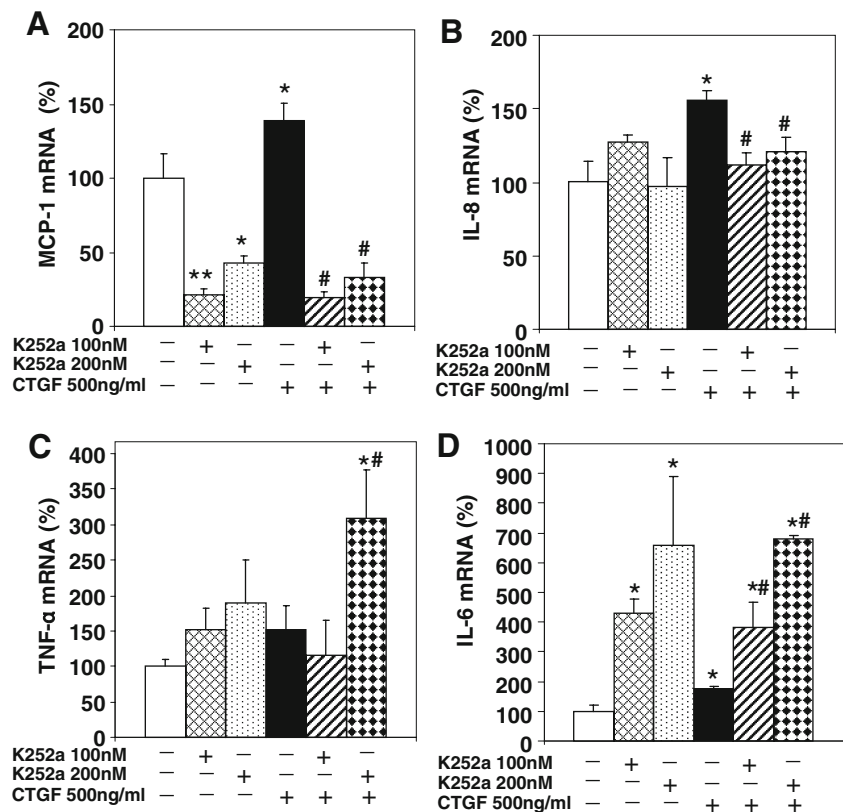 A
MCP-1 mRNA (%)
200
150
100
50
0
*
**
*
#
#
K252a 100nM − + − − + −
K252a 200nM − − + − − +
CTGF 500ng/ml − − − + + +
B
IL-8 mRNA (%)
200
150
100
50
0
*
#
#
K252a 100nM − + − − + −
K252a 200nM − − + − − +
CTGF 500ng/ml − − − + + +
C
TNF-α mRNA (%)
400
350
300
250
200
150
100
50
0
*#
K252a 100nM − + − − + −
K252a 200nM − − + − − +
CTGF 500ng/ml − − − + + +
D
IL-6 mRNA (%)
1000
900
800
700
600
500
400
300
200
100
0
*
*
*
*#
*#
K252a 100nM − + − − + −
K252a 200nM − − + − − +
CTGF 500ng/ml − − − + + +